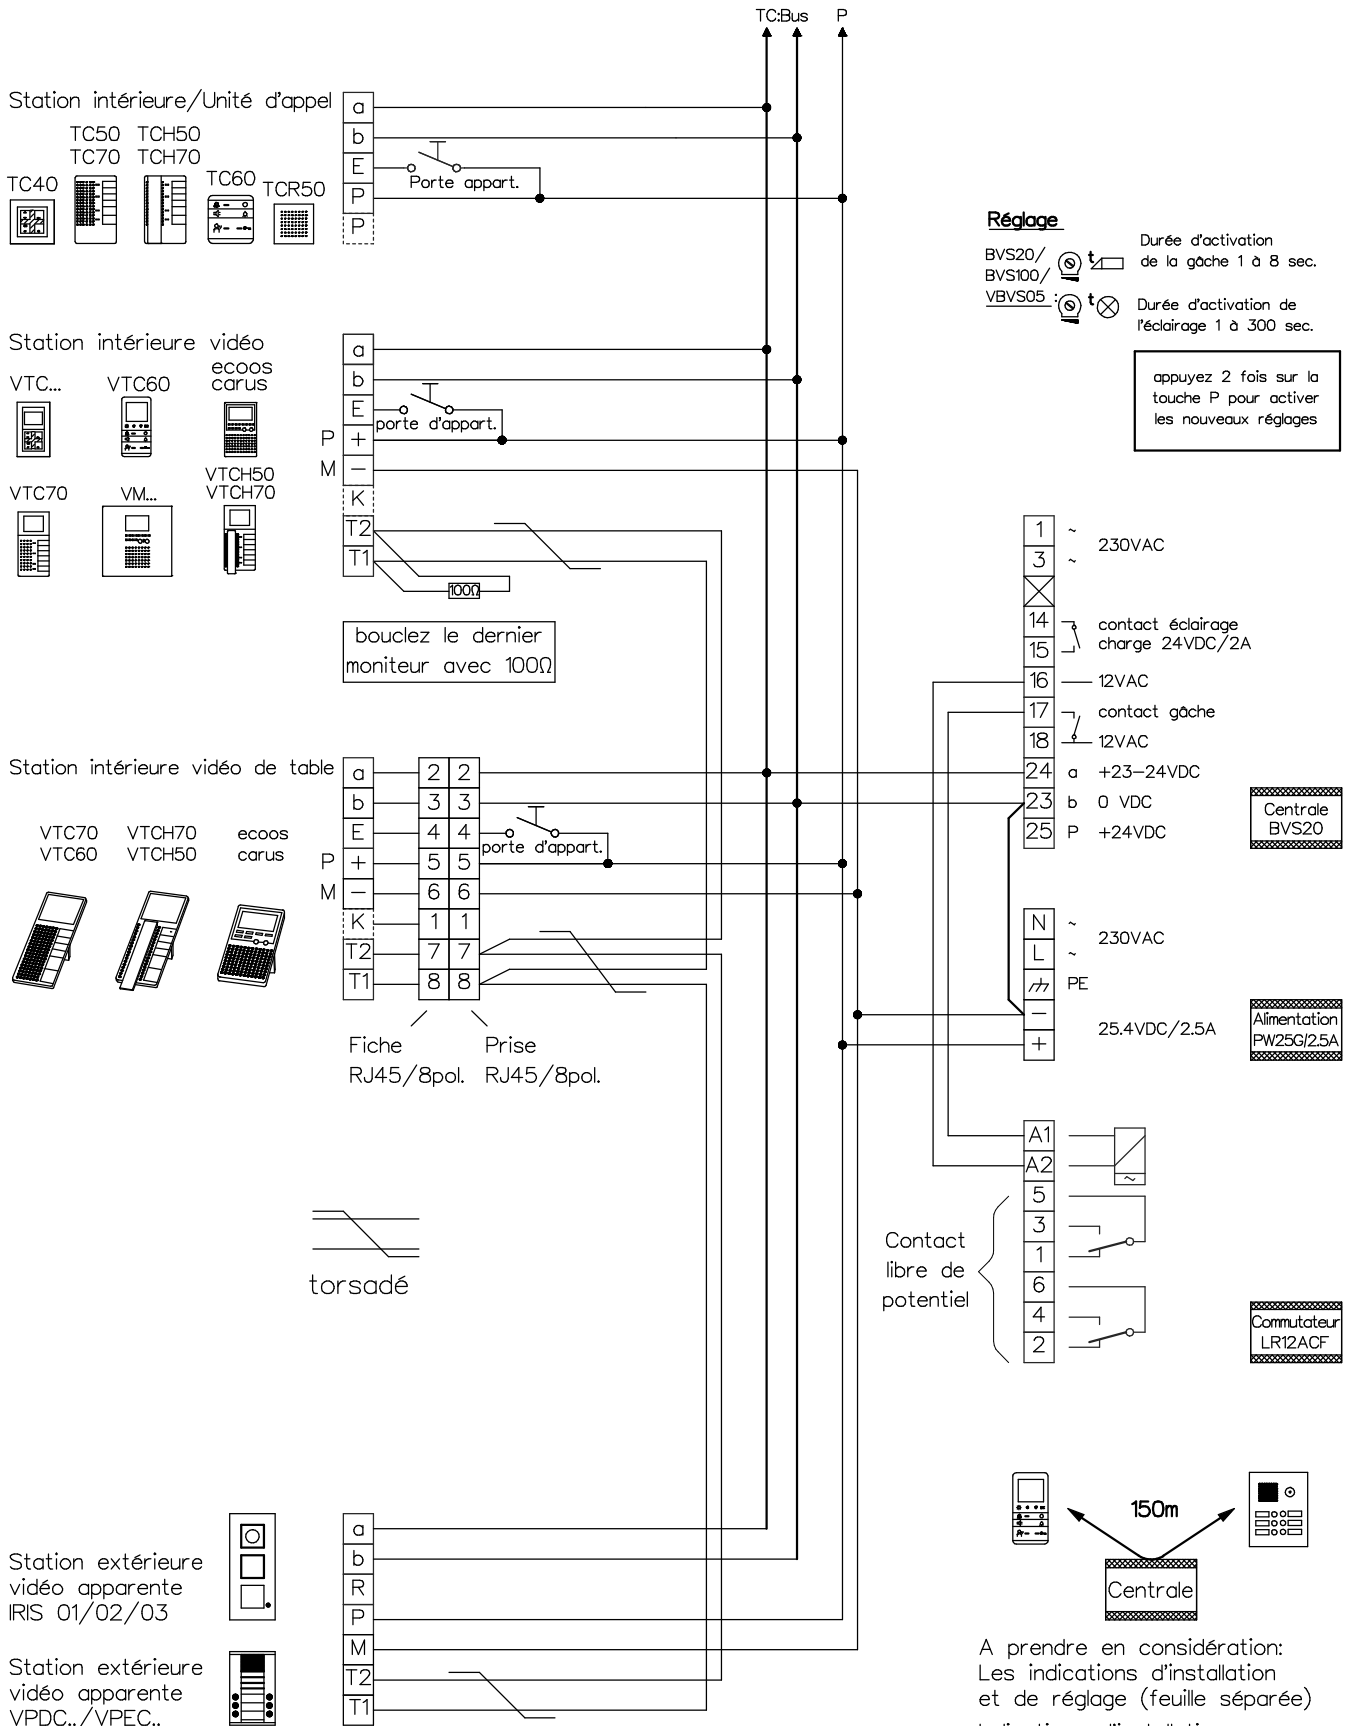 TC:Bus P
Station intérieure/Unité d'appel
TC50 TCH50
TC70 TCH70
TC40
TC60
TCR50
a
b
E
P
P
Porte appart.
Réglage
BVS20/
BVS100/
VBVS05 :
t
Durée d'activation
de la gâche 1 à 8 sec.
t
Durée d'activation de
l'éclairage 1 à 300 sec.
appuyez 2 fois sur la
touche P pour activer
les nouveaux réglages
Station intérieure vidéo
VTC...
VTC60
ecoos
carus
VTC70
VM...
VTCH50
VTCH70
a
b
E
P +
M −
K
T2
T1
porte d'appart.
100Ω
bouclez le dernier
moniteur avec 100Ω
1 ~
3 ~
230VAC
14
15
contact éclairage
charge 24VDC/2A
16 12VAC
17 contact gâche
18 12VAC
24 a +23−24VDC
23 b 0 VDC
25 P +24VDC
Centrale
BVS20
Station intérieure vidéo de table
VTC70 VTCH70 ecoos
VTC60 VTCH50 carus
a 2 2
b 3 3
E 4 4
P + 5 5
M − 6 6
K 1 1
T2 7 7
T1 8 8
porte d'appart.
Fiche
RJ45/8pol.
Prise
RJ45/8pol.
N ~
L ~
230VAC
PE
−
+
25.4VDC/2.5A
Alimentation
PW25G/2.5A
A1
A2
~
5
3
1
6
4
2
Contact
libre de
potentiel
Commutateur
LR12ACF
torsadé
150m
Centrale
Station extérieure
vidéo apparente
IRIS 01/02/03
Station extérieure
vidéo apparente
VPDC../VPEC..
a
b
R
P
M
T2
T1
A prendre en considération:
Les indications d'installation
et de réglage (feuille séparée)